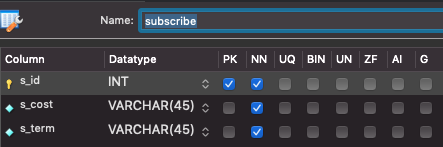 Name: subscribe
Column Datatype PK NN UQ BIN UN ZF AI G
s_id INT
s_cost VARCHAR(45)
s_term VARCHAR(45)